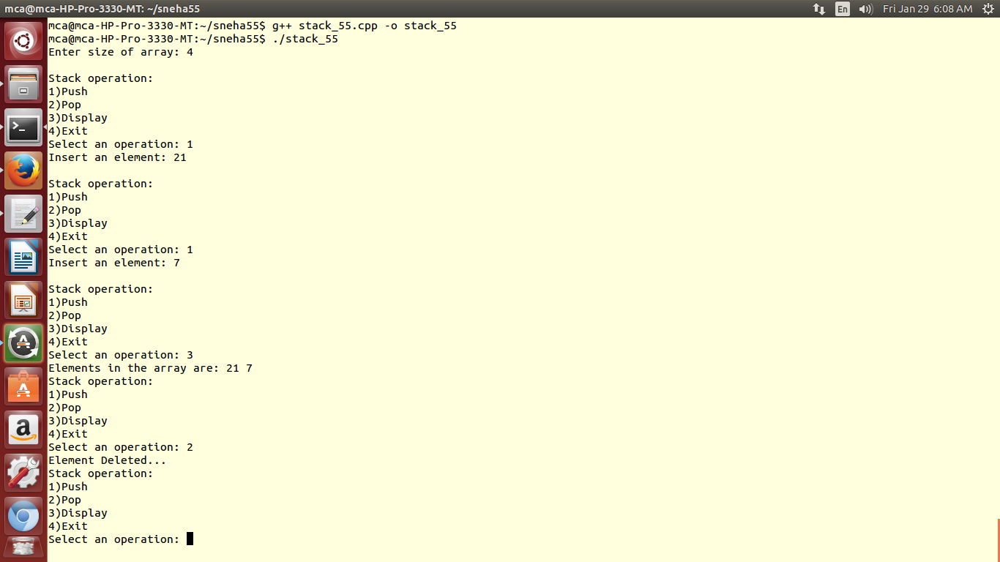 mca@mca-HP-Pro-3330-MT: ~/sneha55
En
Fri Jan 29 6:08 AM
mca@mca-HP-Pro-3330-MT:~/sneha55$ g++ stack_55.cpp -o stack_55
mca@mca-HP-Pro-3330-MT:~/sneha55$ ./stack_55
Enter size of array: 4
Stack operation:
1)Push
2)Pop
3)Display
4)Exit
Select an operation: 1
Insert an element: 21
Stack operation:
1)Push
2)Pop
3)Display
4)Exit
Select an operation: 1
Insert an element: 7
Stack operation:
1)Push
2)Pop
3)Display
4)Exit
Select an operation: 3
Elements in the array are: 21 7
Stack operation:
1)Push
2)Pop
3)Display
4)Exit
Select an operation: 2
Element Deleted...
Stack operation:
1)Push
2)Pop
3)Display
4)Exit
Select an operation: